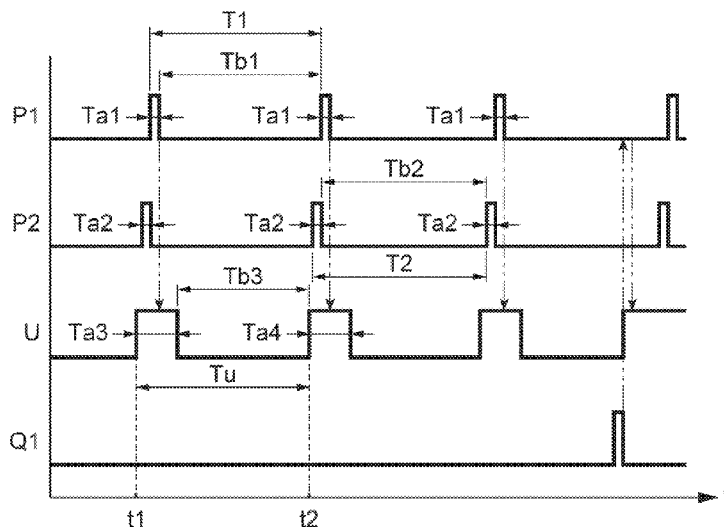 T1
Tb1
P1 Ta1 Ta1 Ta1
Tb2
P2 Ta2 Ta2 Ta2
T2
Tb3
U Ta3 Ta4
Tu
Q1
t1 t2